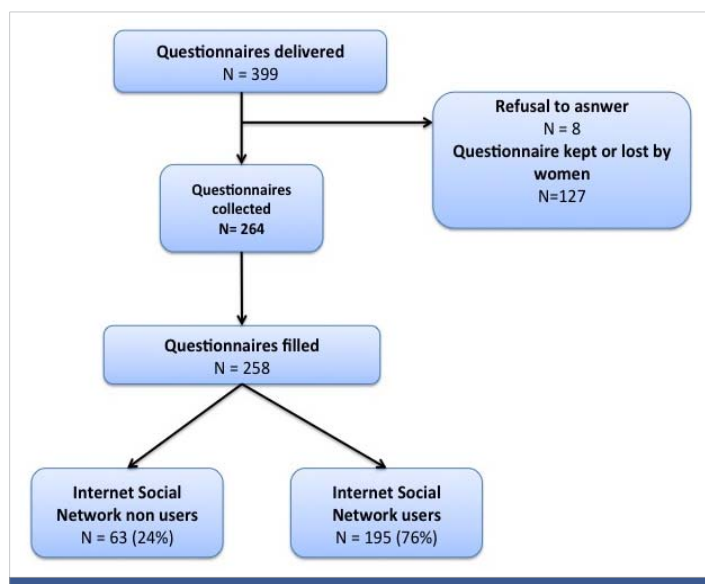 Questionnaires delivered
N = 399
Refusal to asnwer
N = 8
Questionnaire kept or lost by
women
N=127
Questionnaires
collected
N= 264
Questionnaires filled
N = 258
Internet Social
Network non users
N = 63 (24%)
Internet Social
Network users
N = 195 (76%)